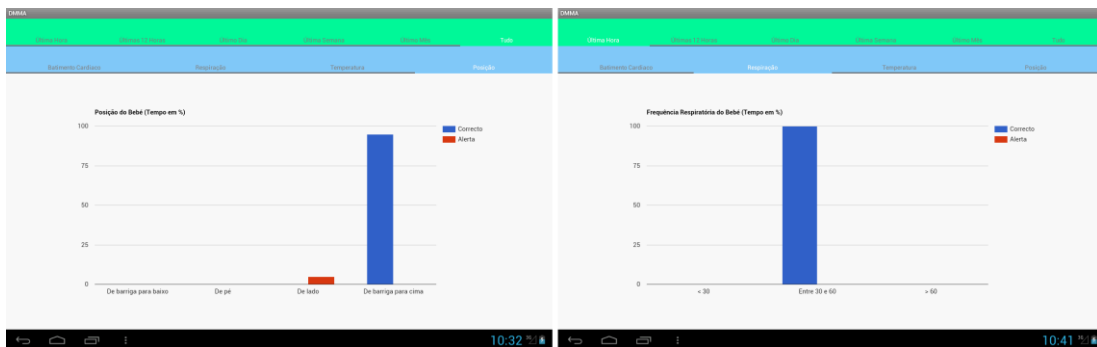 DMMA
Última Hora Últimas 12 Horas Último Dia Última Semana Último Mês Tudo
Batimento Cardíaco Respiração Temperatura Posição
Posição do Bebé (Tempo em %)
100
75
50
25
0
Correcto
Alerta
De barriga para baixo De pé De lado De barriga para cima
10:32
DMMA
Última Hora Últimas 12 Horas Último Dia Última Semana Último Mês Tudo
Batimento Cardíaco Respiração Temperatura Posição
Frequência Respiratória do Bebé (Tempo em %)
100
75
50
25
0
Correcto
Alerta
< 30 Entre 30 e 60 > 60
10:41